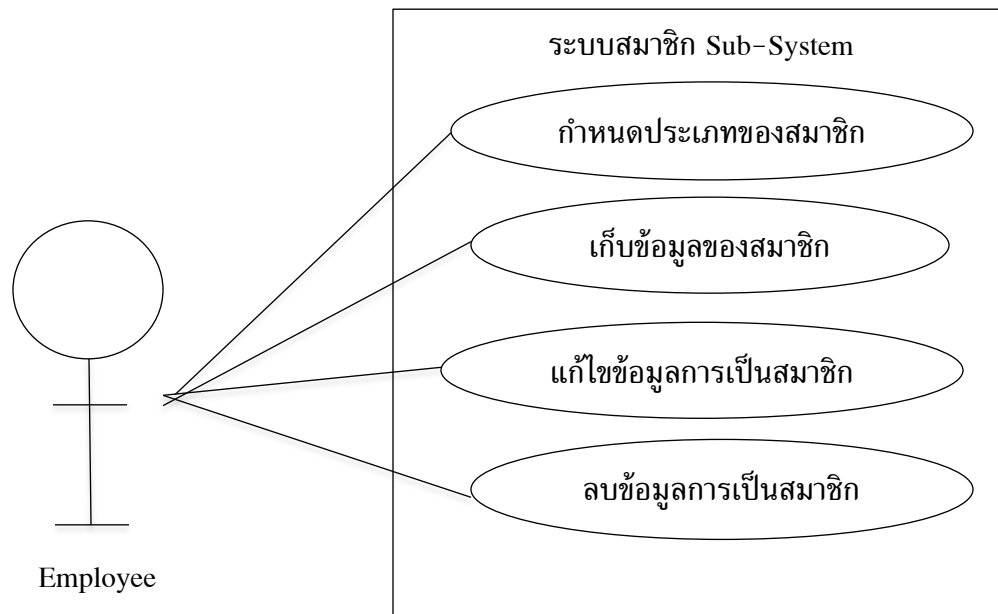 ระบบสมาชิก Sub-System
กำหนดประเภทของสมาชิก
เก็บข้อมูลของสมาชิก
แก้ไขข้อมูลการเป็นสมาชิก
ลบข้อมูลการเป็นสมาชิก
Employee